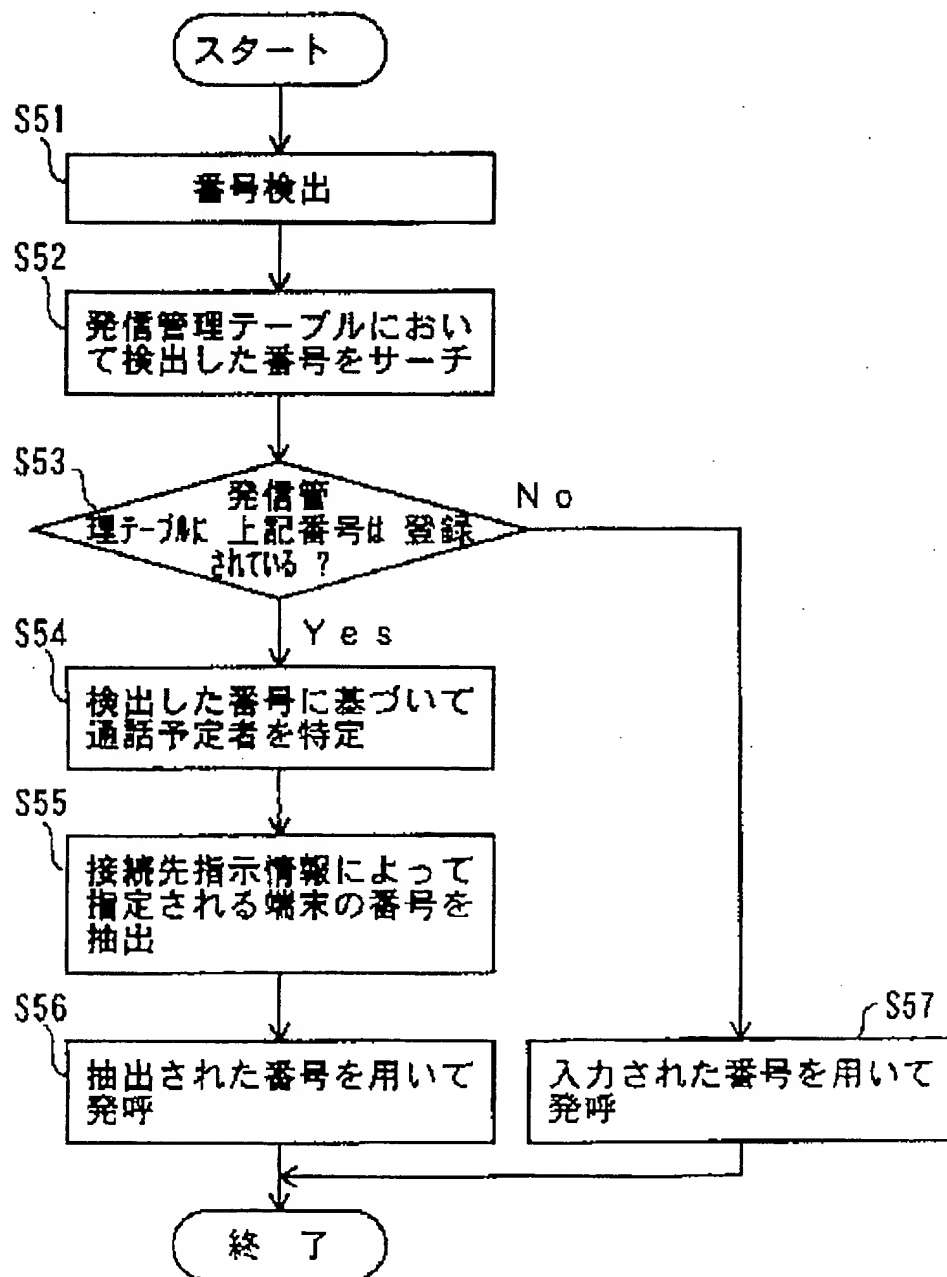 スタート
S51
番号検出
S52
発信管理テーブルにおい
て検出した番号をサーチ
S53
発信管
理テーブルに 上記番号は 登録
されている ?
No
Yes
S54
検出した番号に基づいて
通話予定者を特定
S55
接続先指示情報によって
指定される端末の番号を
抽出
S56
抽出された番号を用いて
発呼
S57
入力された番号を用いて
発呼
終 了